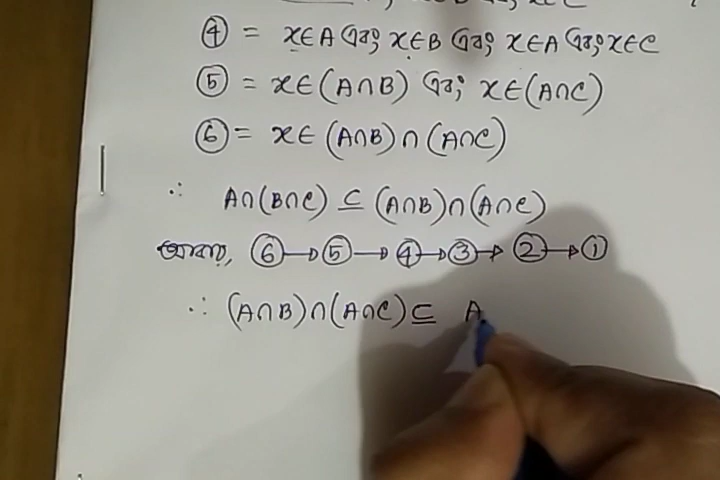 ④ = x∈A এবং x∈B এবং x∈A এবং x∈C
⑤ = x∈(A∩B) এবং x∈(A∩C)
⑥ = x∈ (A∩B)∩(A∩C)
∴ A∩(B∩C) ⊆ (A∩B)∩(A∩C)
আবার, ⑥→⑤→④→③→②→①
∴ (A∩B)∩(A∩C) ⊆ A